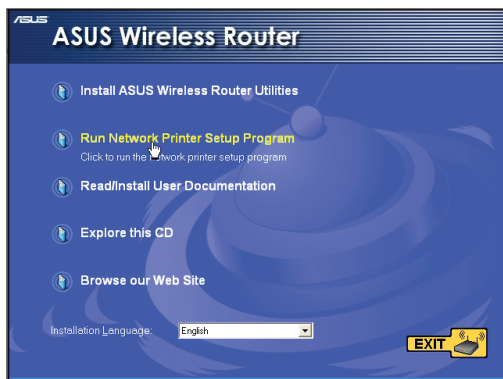 ASUS
ASUS Wireless Router
Install ASUS Wireless Router Utilities
Run Network Printer Setup Program
Click to run the network printer setup program
Read/Install User Documentation
Explore this CD
Browse our Web Site
Installation Language: English
EXIT